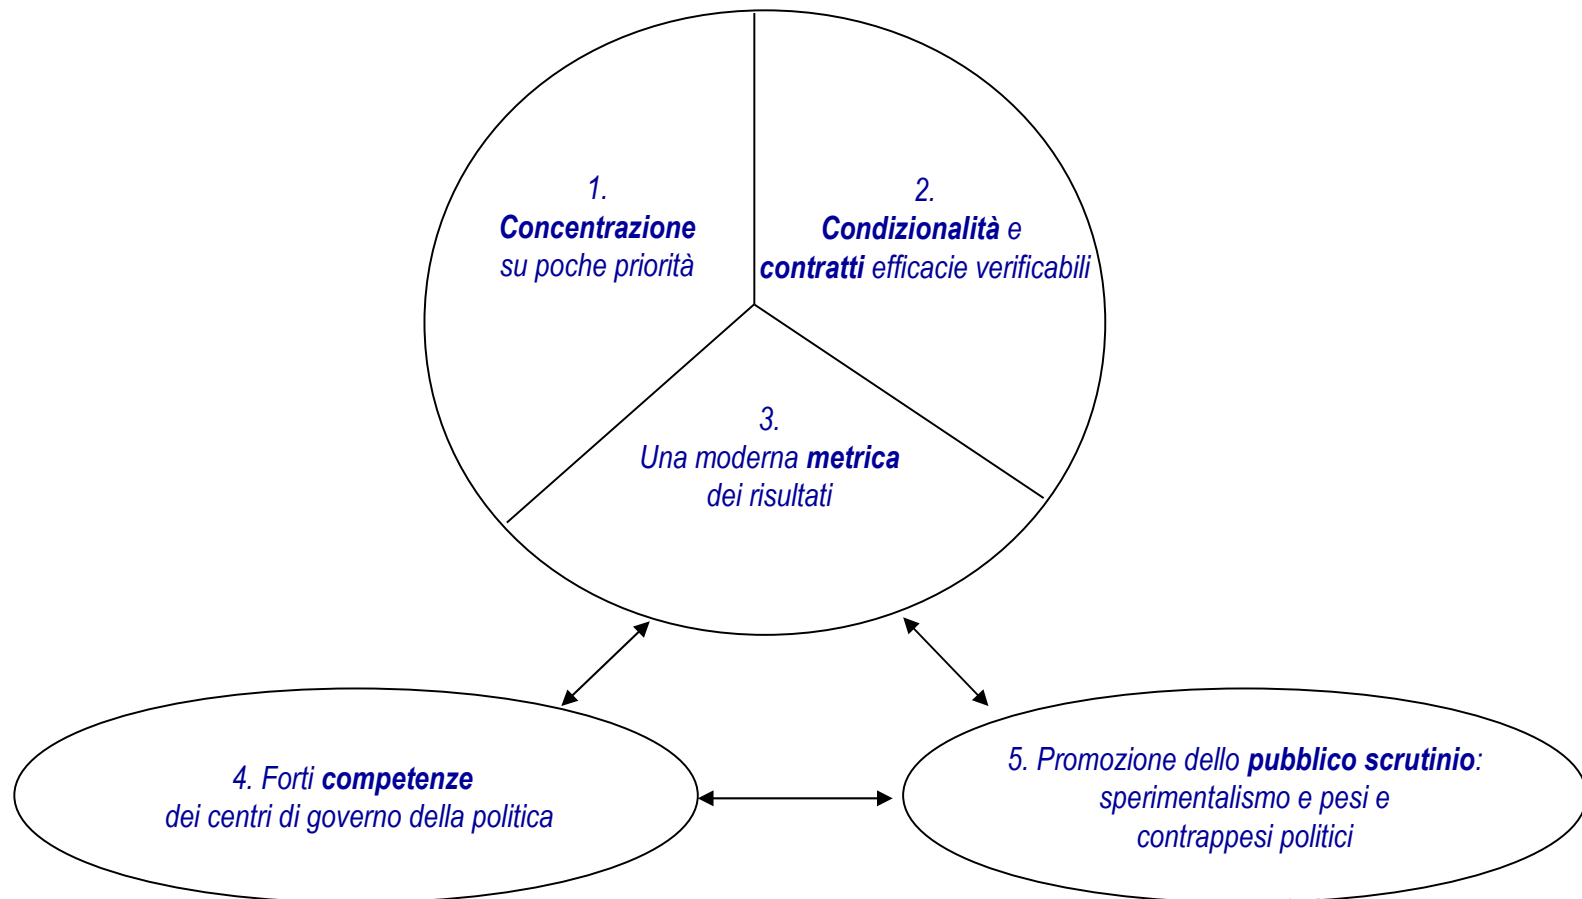 1.
Concentrazione
su poche priorità
2.
Condizionalità e
contratti efficacie verificabili
3.
Una moderna metrica
dei risultati
4. Forti competenze
dei centri di governo della politica
5. Promozione dello pubblico scrutinio:
sperimentalismo e pesi e
contrappesi politici